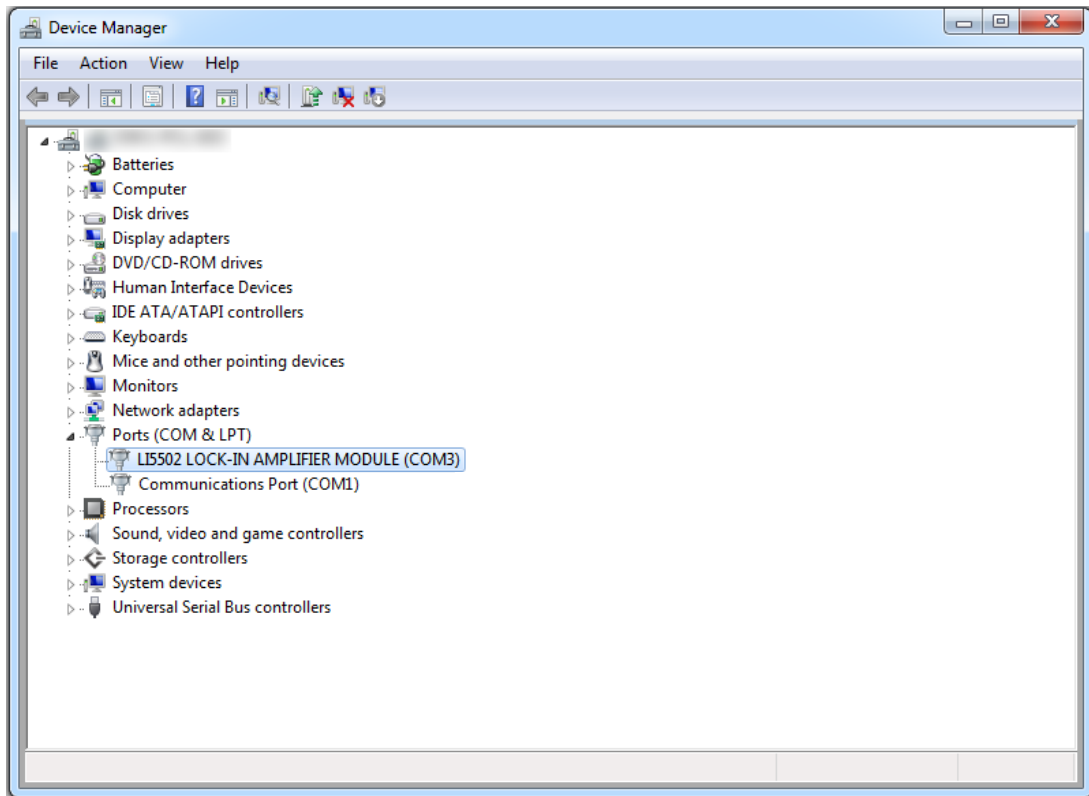 Device Manager
File Action View Help
Batteries
Computer
Disk drives
Display adapters
DVD/CD-ROM drives
Human Interface Devices
IDE ATA/ATAPI controllers
Keyboards
Mice and other pointing devices
Monitors
Network adapters
Ports (COM & LPT)
LI5502 LOCK-IN AMPLIFIER MODULE (COM3)
Communications Port (COM1)
Processors
Sound, video and game controllers
Storage controllers
System devices
Universal Serial Bus controllers